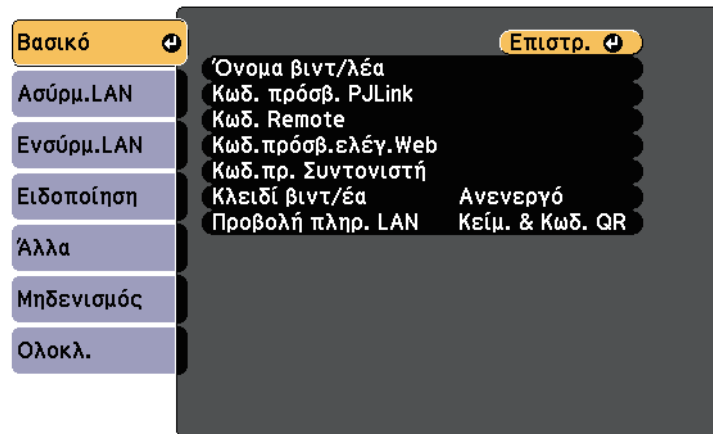 Βασικό
Ασύρμ.LAN
Ενσύρμ.LAN
Ειδοποίηση
Άλλα
Μηδενισμός
Ολοκλ.
Επιστρ.
Όνομα βιντ/λέα
Κωδ. πρόσβ. PJLink
Κωδ. Remote
Κωδ.πρόσβ.ελέγ.Web
Κωδ.πρ. Συντονιστή
Κλειδί βιντ/έα Ανενεργό
Προβολή πληρ. LAN Κείμ. & Κωδ. QR